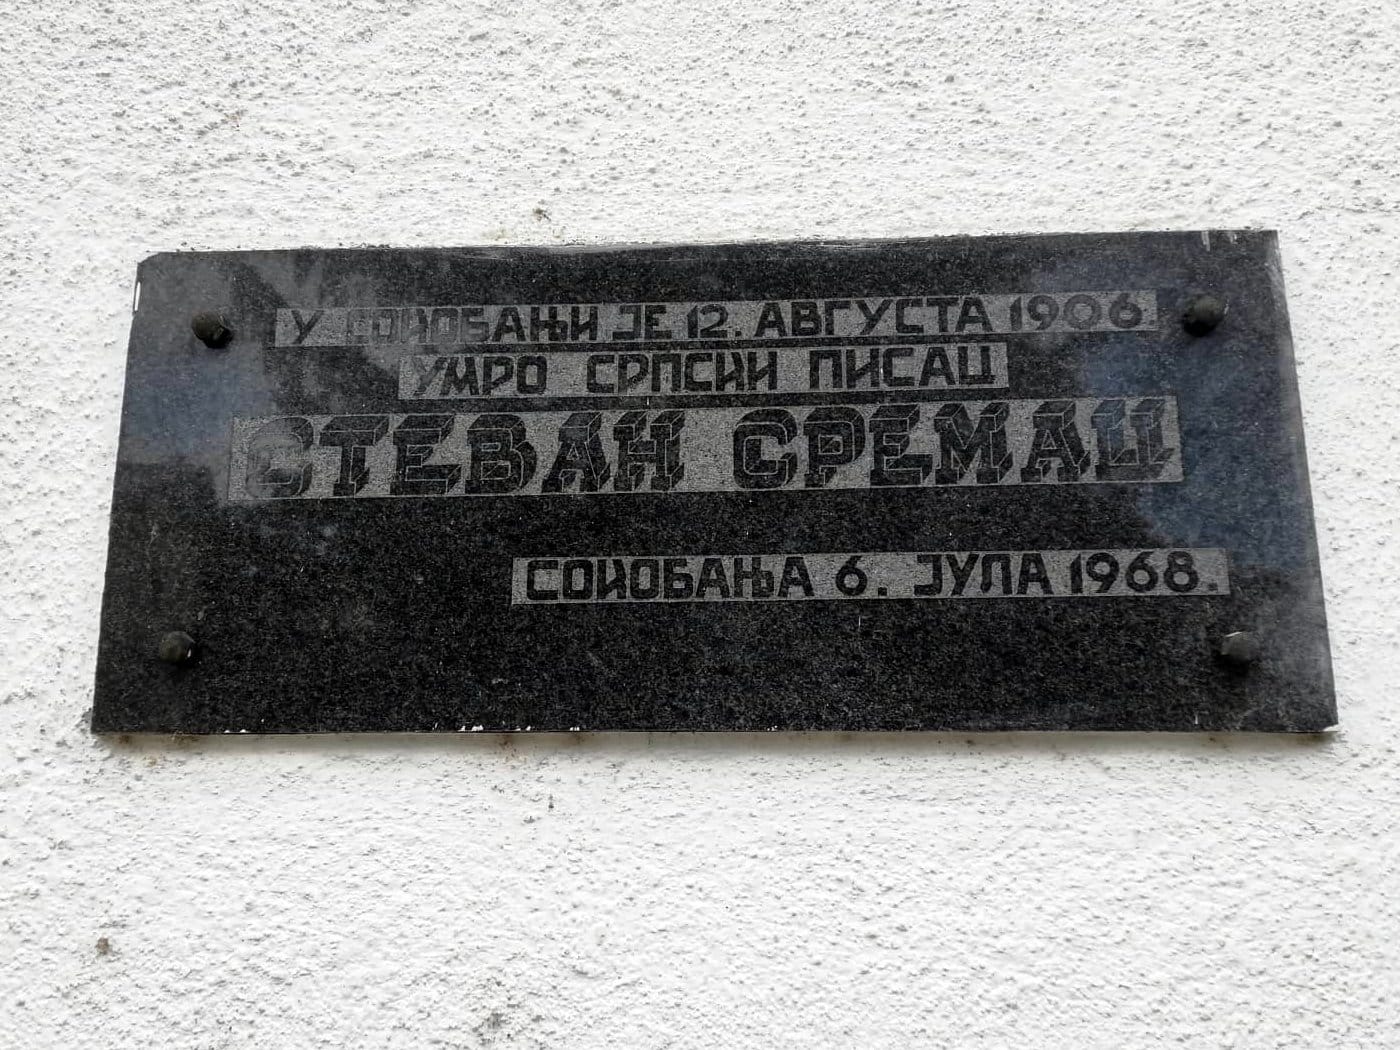 У СОКОБАЊИ ЈЕ 12. АВГУСТА 1906.
УМРО СРПСКИ ПИСАЦ
СТЕВАН СРЕМАЦ
СОКОБАЊА 6. ЈУЛА 1968.